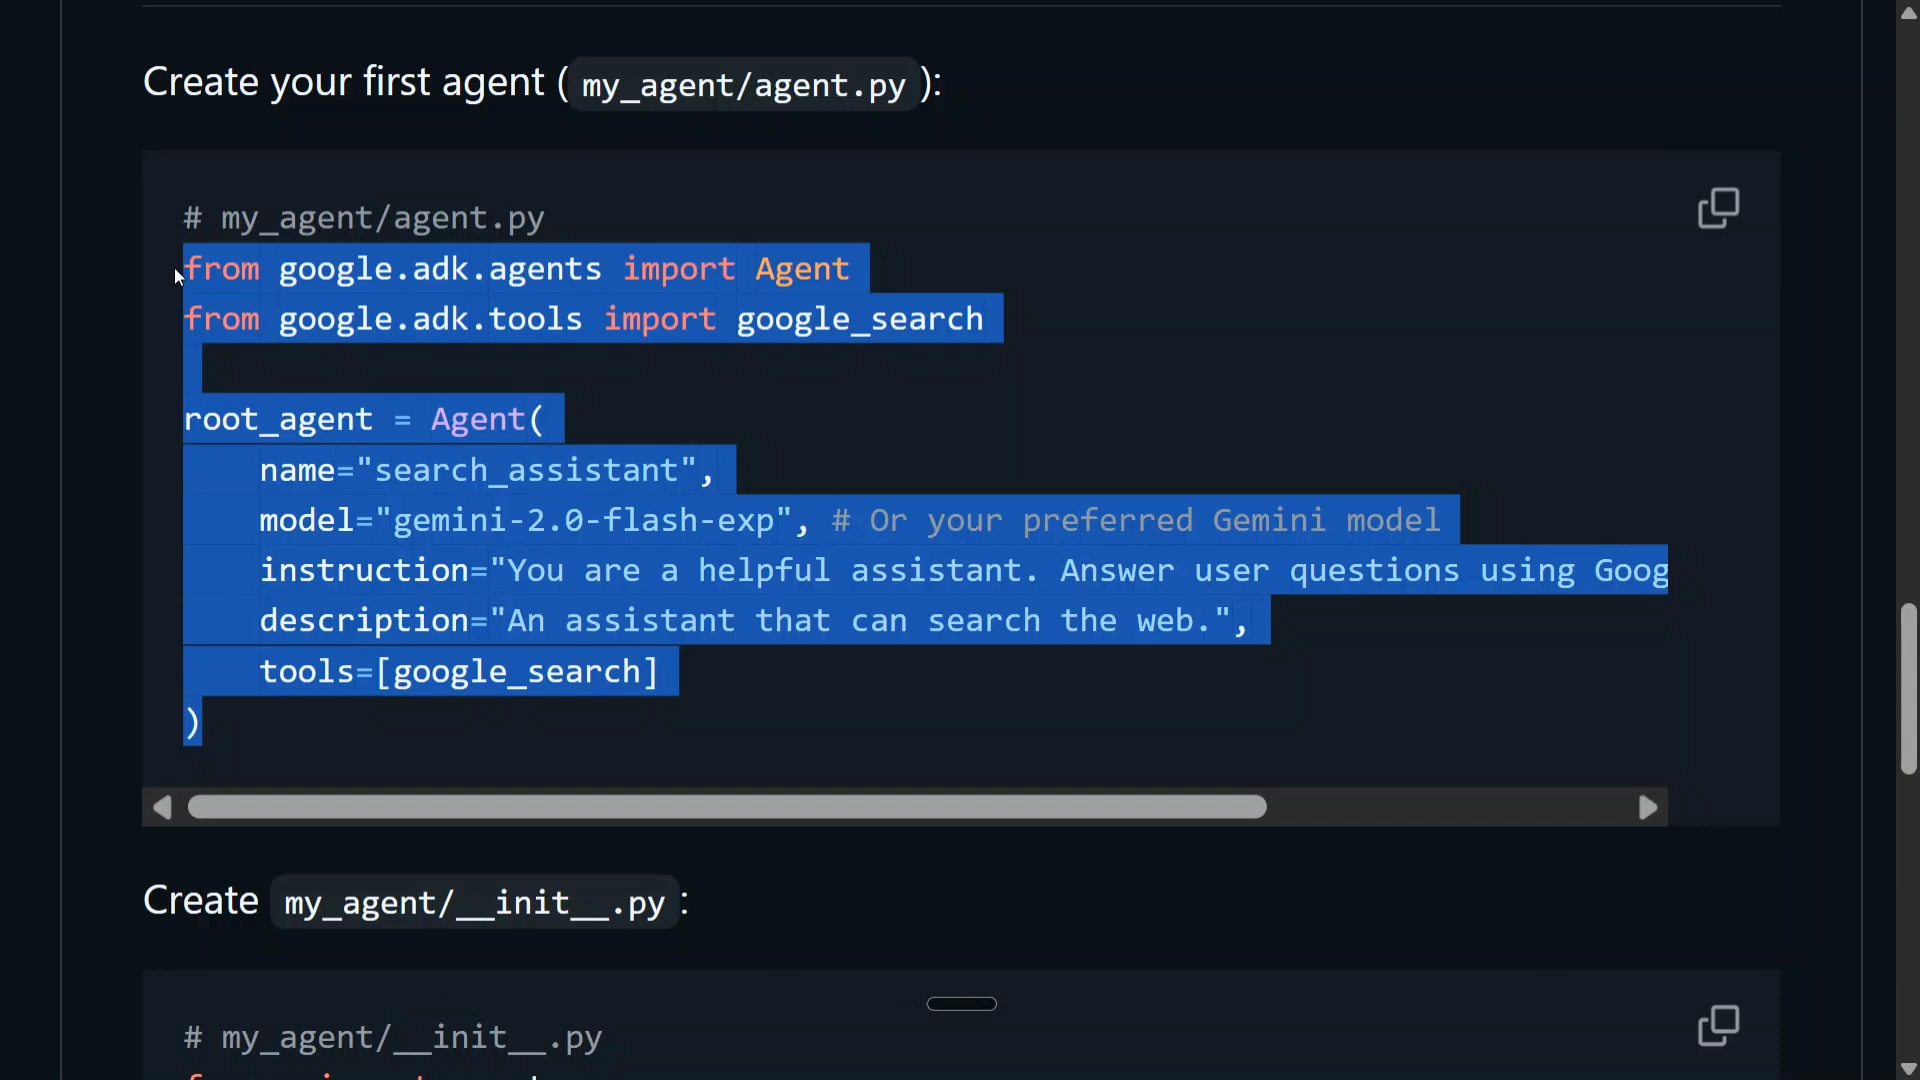 Create your first agent (my_agent/agent.py):
# my_agent/agent.py
from google.adk.agents import Agent
from google.adk.tools import google_search
root_agent = Agent(
    name="search_assistant",
    model="gemini-2.0-flash-exp", # Or your preferred Gemini model
    instruction="You are a helpful assistant. Answer user questions using Goog
    description="An assistant that can search the web.",
    tools=[google_search]
)
Create my_agent/__init__.py:
# my_agent/__init__.py